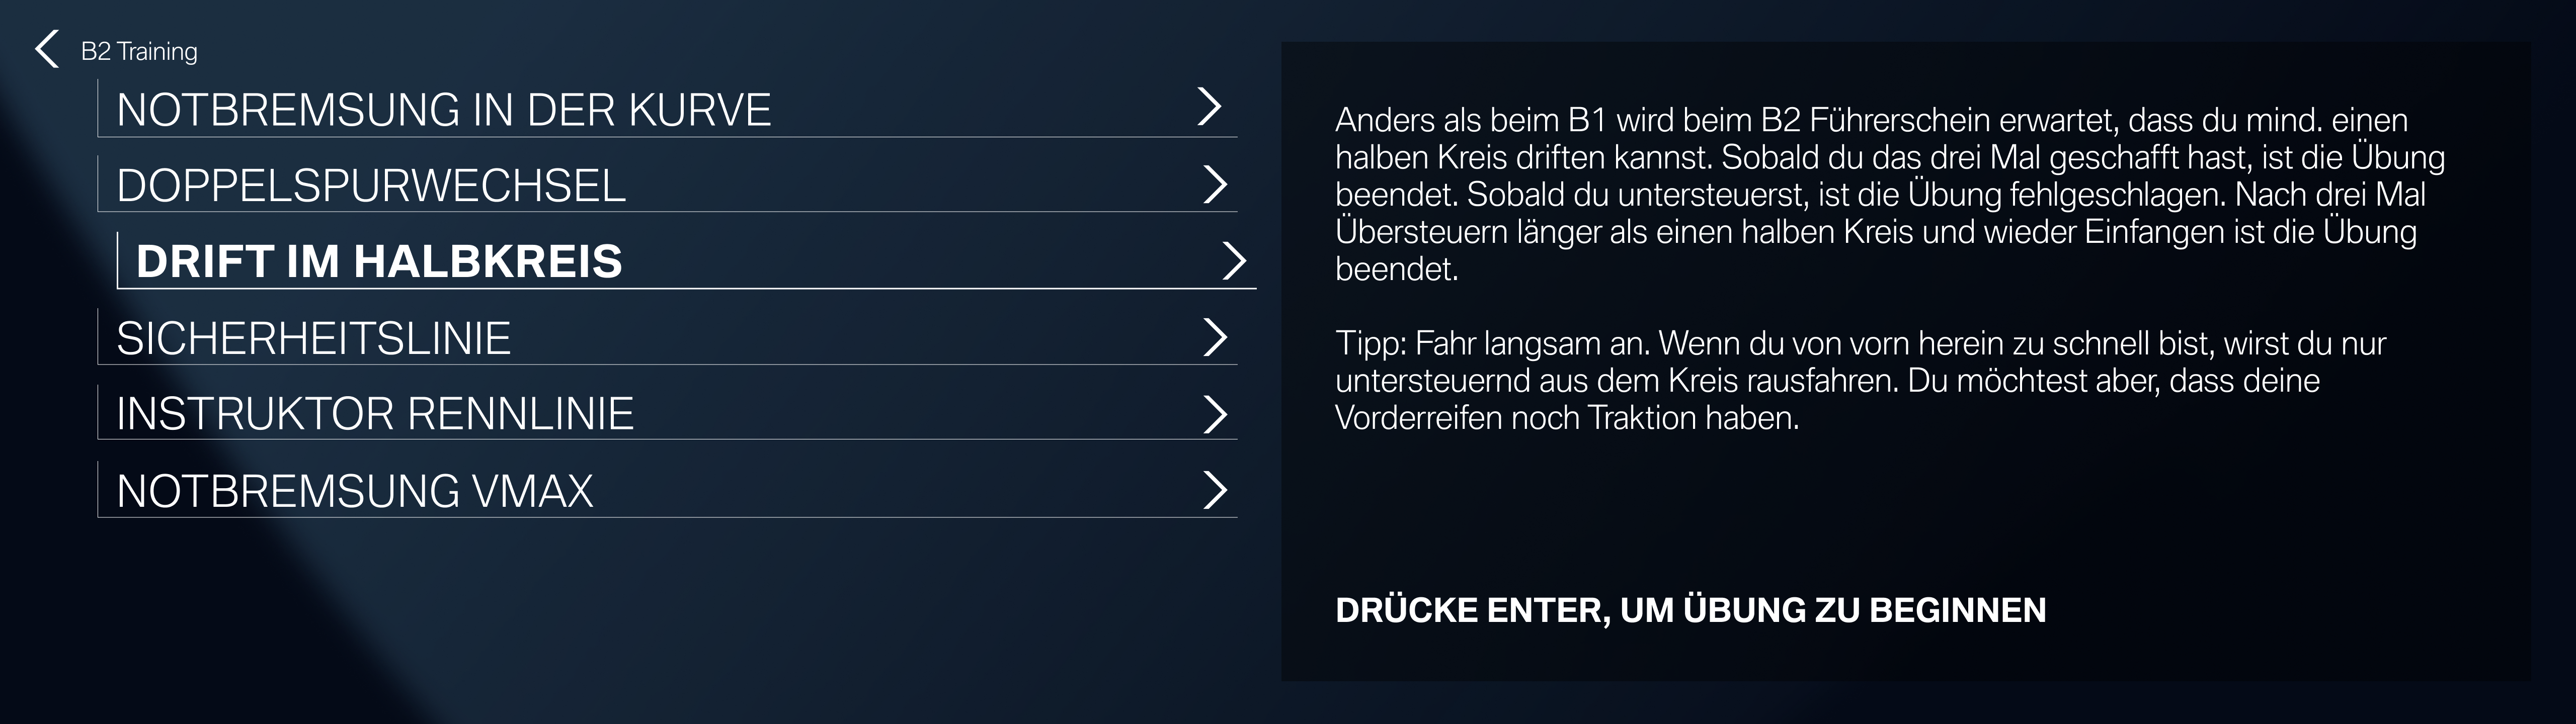 B2 Training
NOTBREMSUNG IN DER KURVE
DOPPELSPURWECHSEL
DRIFT IM HALBKREIS
SICHERHEITSLINIE
INSTRUKTOR RENNLINIE
NOTBREMSUNG VMAX
Anders als beim B1 wird beim B2 Führerschein erwartet, dass du mind. einen
halben Kreis driften kannst. Sobald du das drei Mal geschafft hast, ist die Übung
beendet. Sobald du untersteuerst, ist die Übung fehlgeschlagen. Nach drei Mal
Übersteuern länger als einen halben Kreis und wieder Einfangen ist die Übung
beendet.
Tipp: Fahr langsam an. Wenn du von vorn herein zu schnell bist, wirst du nur
untersteuernd aus dem Kreis rausfahren. Du möchtest aber, dass deine
Vorderreifen noch Traktion haben.
DRÜCKE ENTER, UM ÜBUNG ZU BEGINNEN